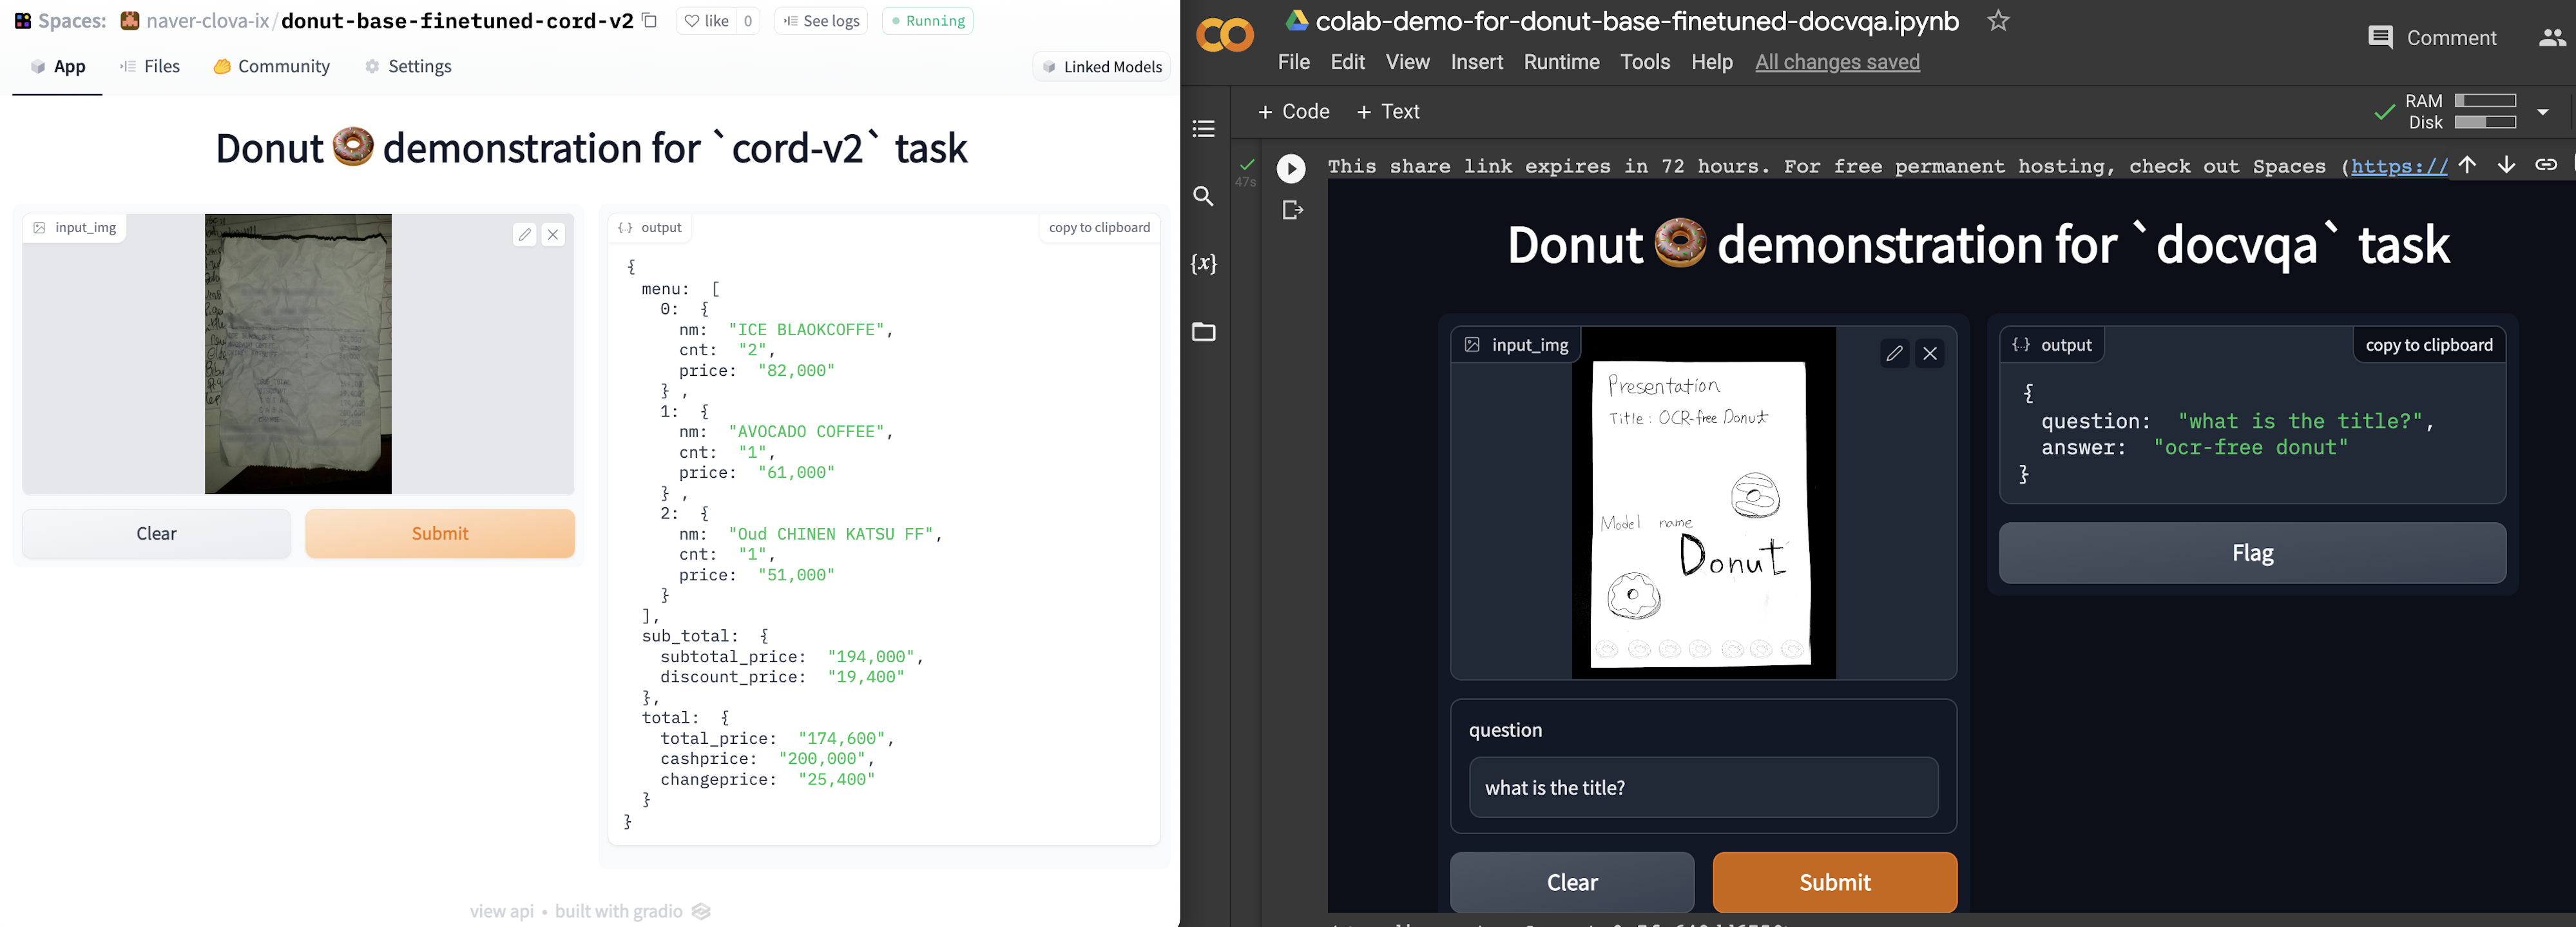 Spaces: naver-clova-ix/donut-base-finetuned-cord-v2 like 0 See logs Running
App Files Community Settings Linked Models
Donut demonstration for `cord-v2` task
input_img
Clear Submit
{} output copy to clipboard
{
menu: [
0: {
nm: "ICE BLAOKCOFFE",
cnt: "2",
price: "82,000"
} ,
1: {
nm: "AVOCADO COFFEE",
cnt: "1",
price: "61,000"
} ,
2: {
nm: "Oud CHINEN KATSU FF",
cnt: "1",
price: "51,000"
}
],
sub_total: {
subtotal_price: "194,000",
discount_price: "19,400"
},
total: {
total_price: "174,600",
cashprice: "200,000",
changeprice: "25,400"
}
}
view api • built with gradio
colab-demo-for-donut-base-finetuned-docvqa.ipynb
File Edit View Insert Runtime Tools Help All changes saved
Comment
+ Code + Text
RAM
Disk
47s
{x}
This share link expires in 72 hours. For free permanent hosting, check out Spaces (https://
Donut demonstration for `docvqa` task
input_img
Presentation
Title : OCR-free Donut
Model name
Donut
question
what is the title?
Clear Submit
{} output copy to clipboard
{
question: "what is the title?",
answer: "ocr-free donut"
}
Flag